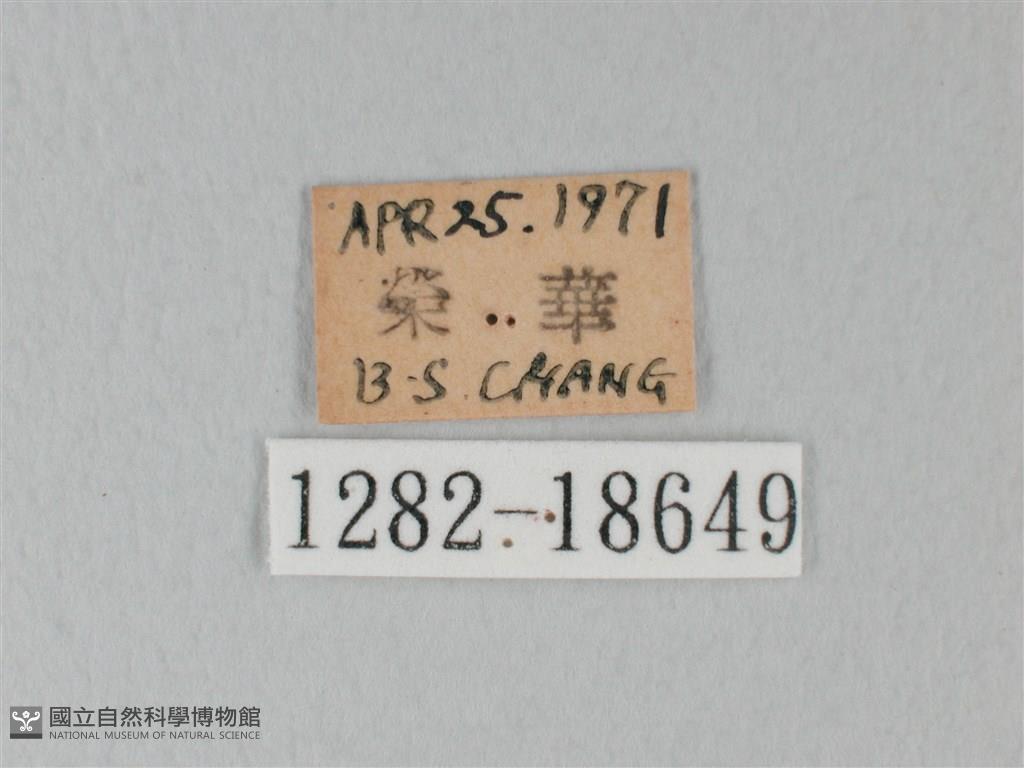 APR 25. 1971
榮 華
B-S. CHANG
1282-18649
國立自然科學博物館
NATIONAL MUSEUM OF NATURAL SCIENCE